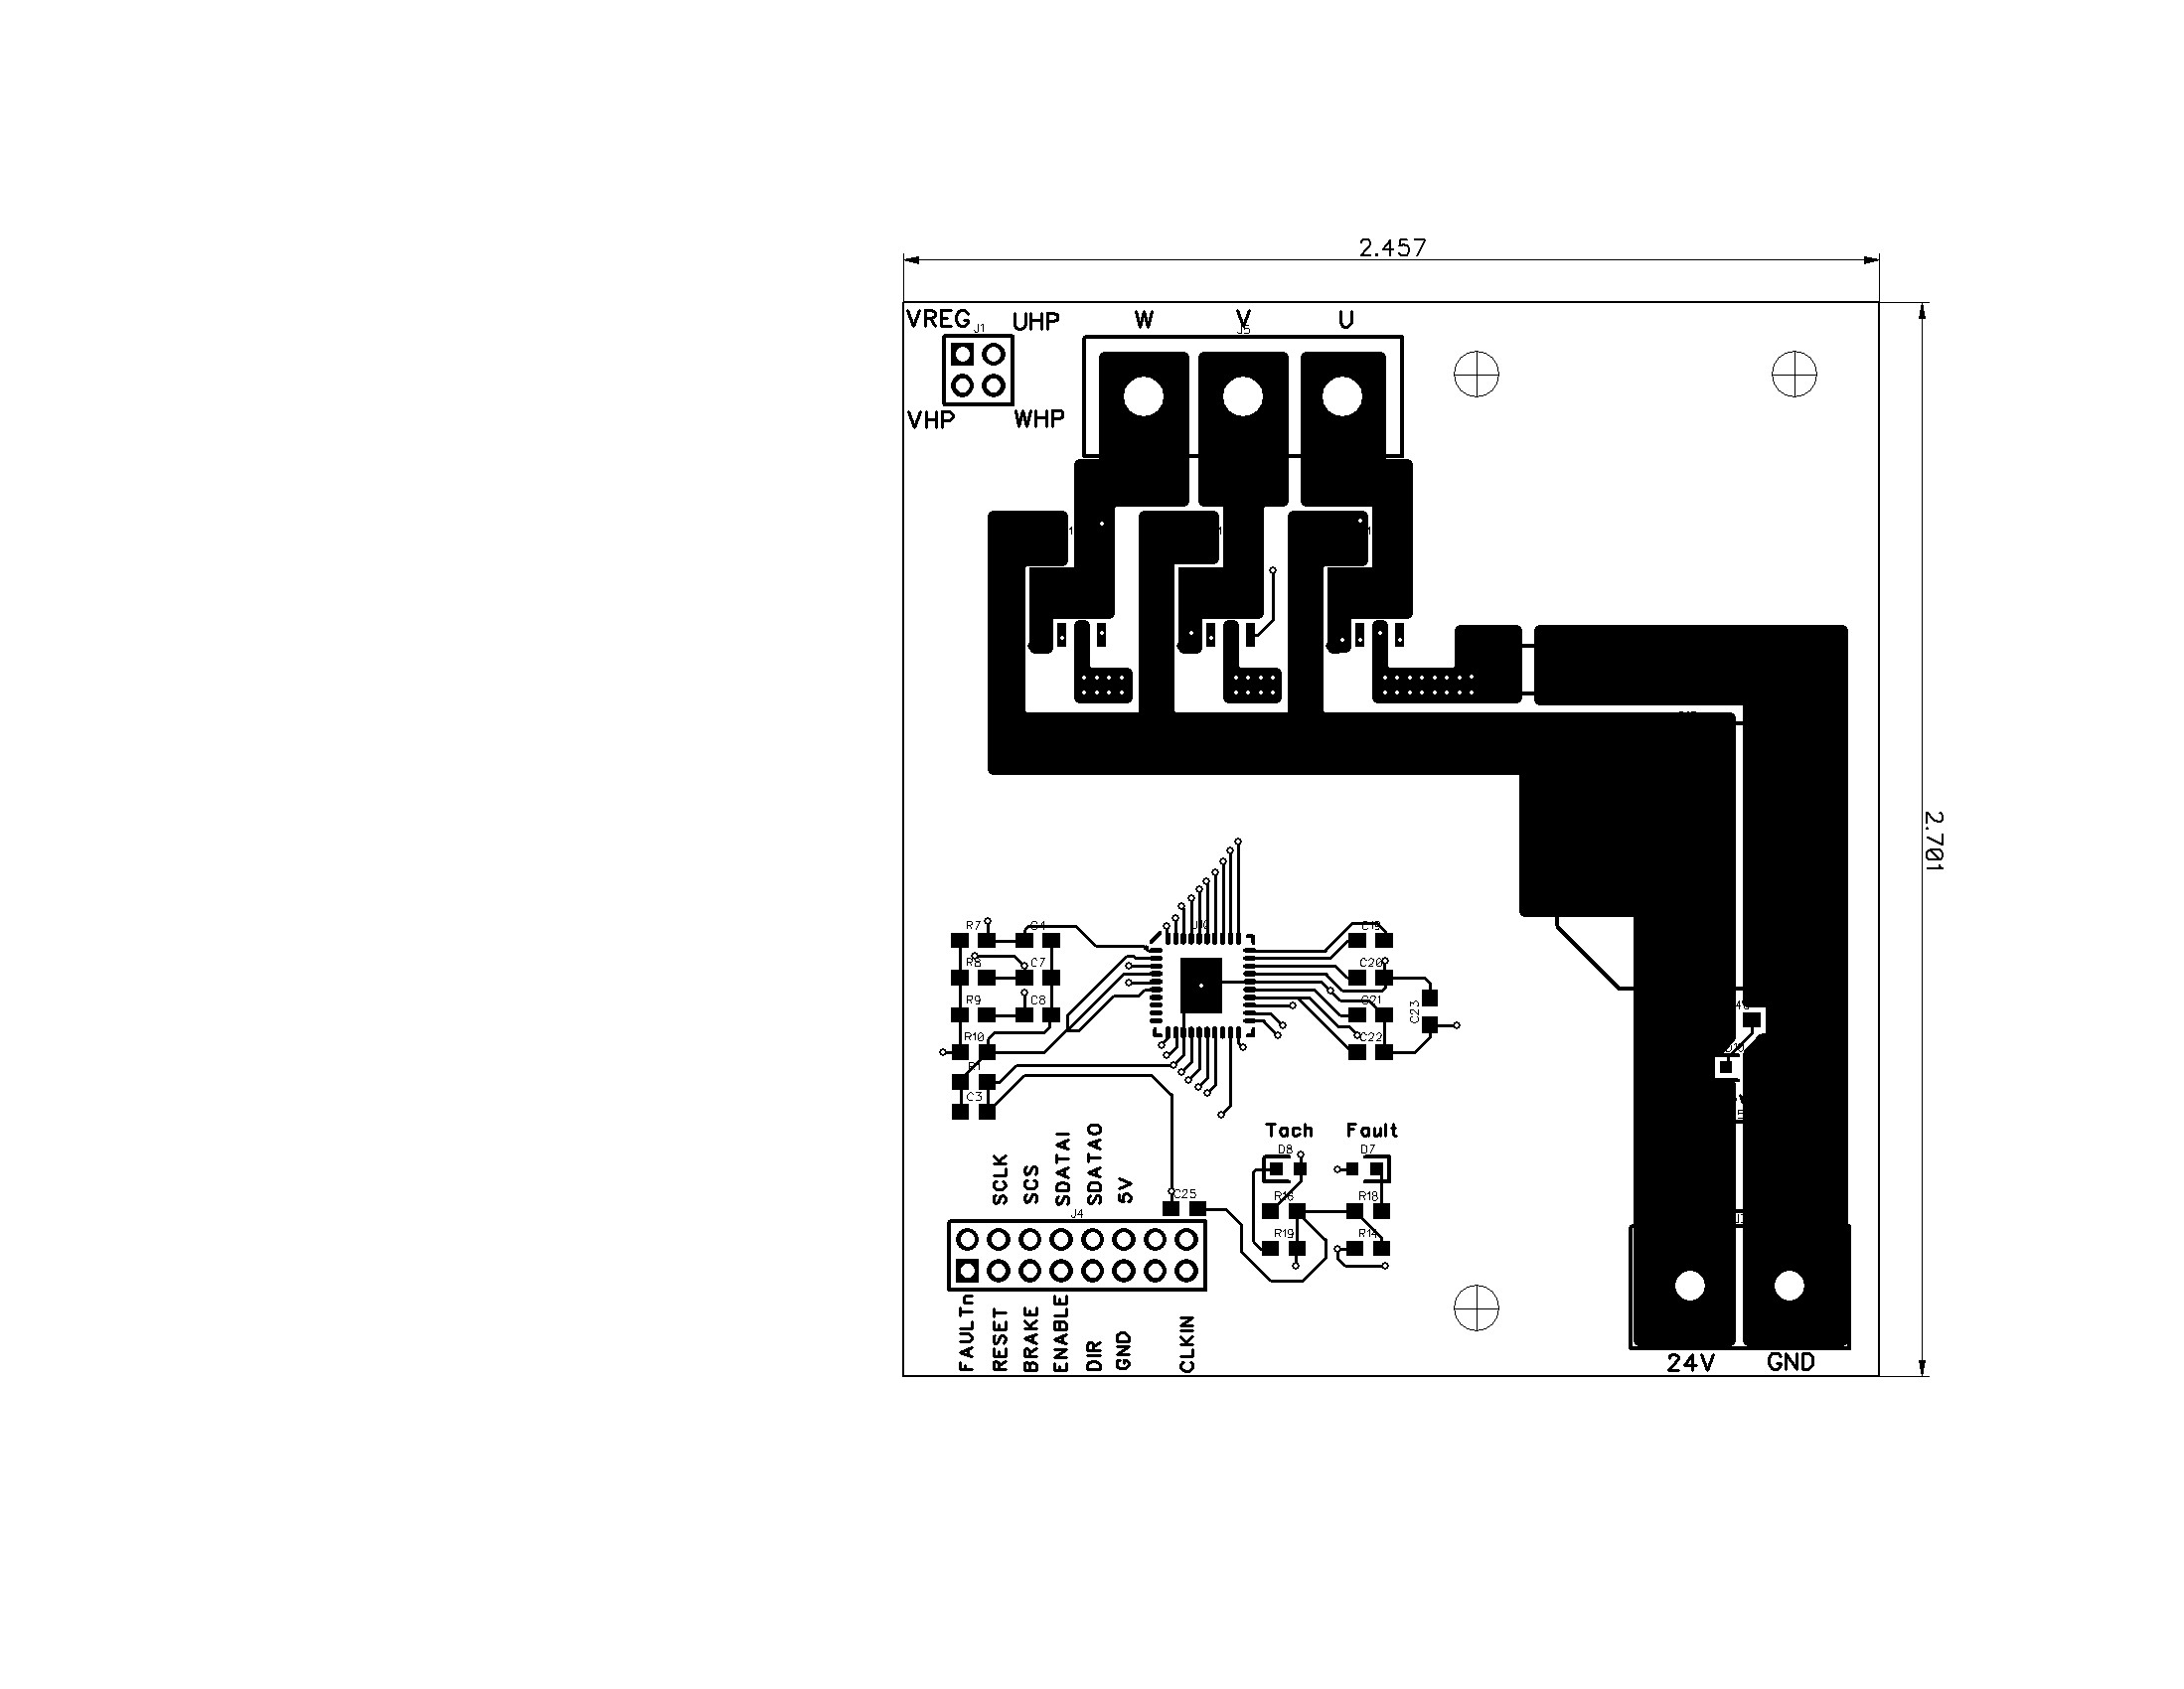 2.457
VREG
UHP
W
V
U
J1
J5
VHP
WHP
2.701
R7
C4
C19
R8
C7
C20
R9
C8
C21
C23
R10
C22
R1
C3
Tach
Fault
D8
D7
SCLK
SCS
SDATAI
SDATAO
5V
C25
R16
R18
J4
R19
R14
FAULTn
RESET
BRAKE
ENABLE
DIR
GND
CLKIN
24V
GND